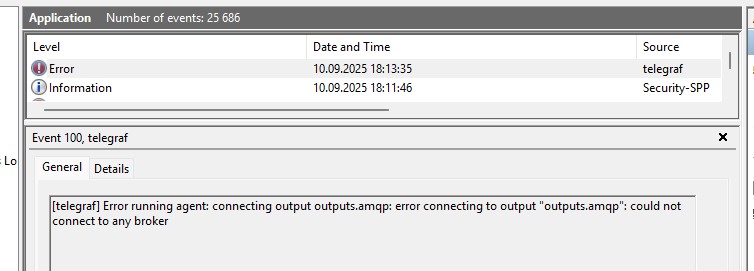 Application Number of events: 25 686
Level Date and Time Source
Error 10.09.2025 18:13:35 telegraf
Information 10.09.2025 18:11:46 Security-SPP
Event 100, telegraf
s Lo
General Details
[telegraf] Error running agent: connecting output outputs.amqp: error connecting to output "outputs.amqp": could not
connect to any broker